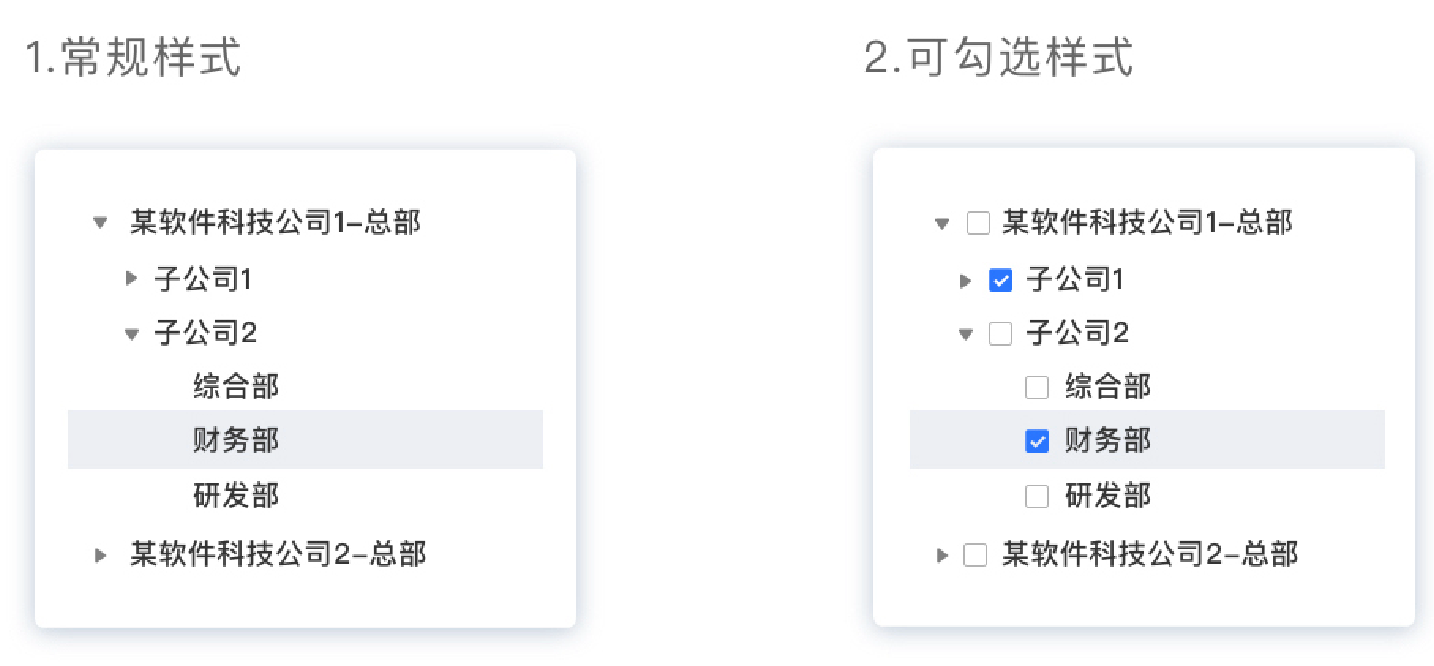 1.常规样式
某软件科技公司1-总部
子公司1
子公司2
综合部
财务部
研发部
某软件科技公司2-总部
2.可勾选样式
某软件科技公司1-总部
子公司1
子公司2
综合部
财务部
研发部
某软件科技公司2-总部